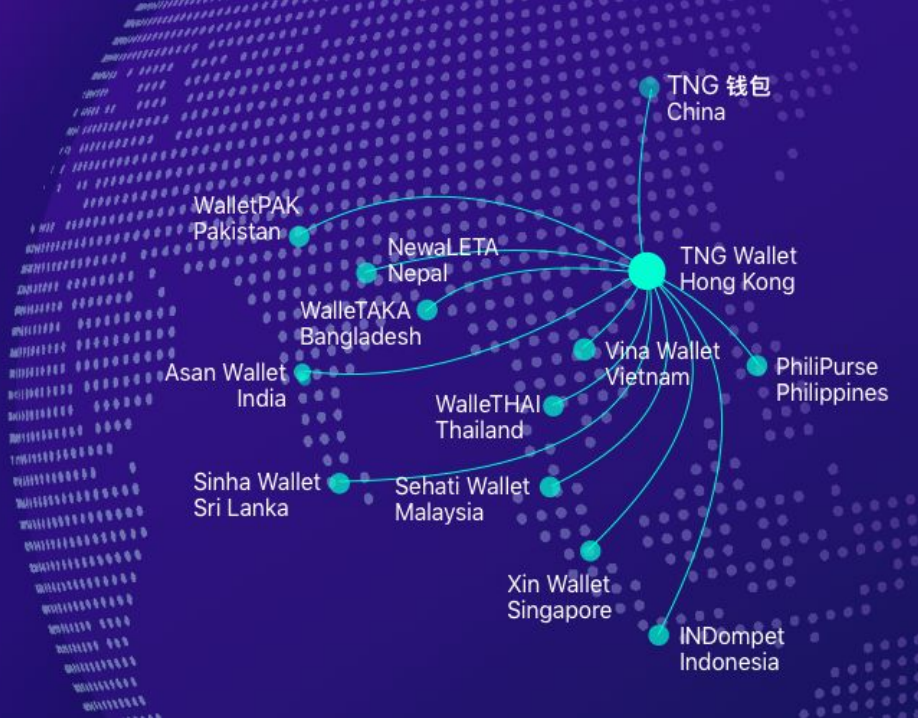 TNG 钱包
China
WalletPAK
Pakistan
NewaLETA
Nepal
TNG Wallet
Hong Kong
WalleTAKA
Bangladesh
Vina Wallet
Vietnam
PhiliPurse
Philippines
Asan Wallet
India
WalleTHAI
Thailand
Sinha Wallet
Sri Lanka
Sehati Wallet
Malaysia
Xin Wallet
Singapore
INDompet
Indonesia